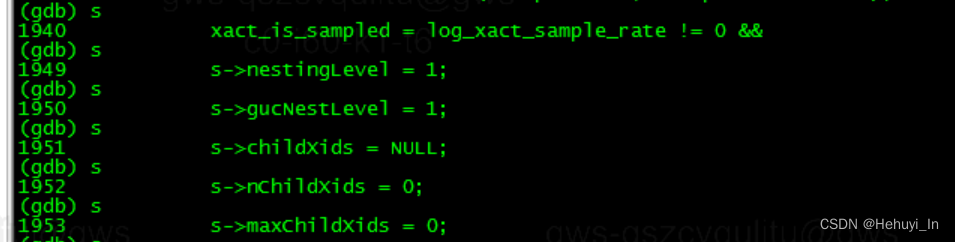 (gdb) s
1940 xact_is_sampled = log_xact_sample_rate != 0 &&
(gdb) s
1949 s->nestingLevel = 1;
(gdb) s
1950 s->gucNestLevel = 1;
(gdb) s
1951 s->childXids = NULL;
(gdb) s
1952 s->nChildXids = 0;
(gdb) s
1953 s->maxChildXids = 0;
(gdb) s
CSDN @Hehuyi_In